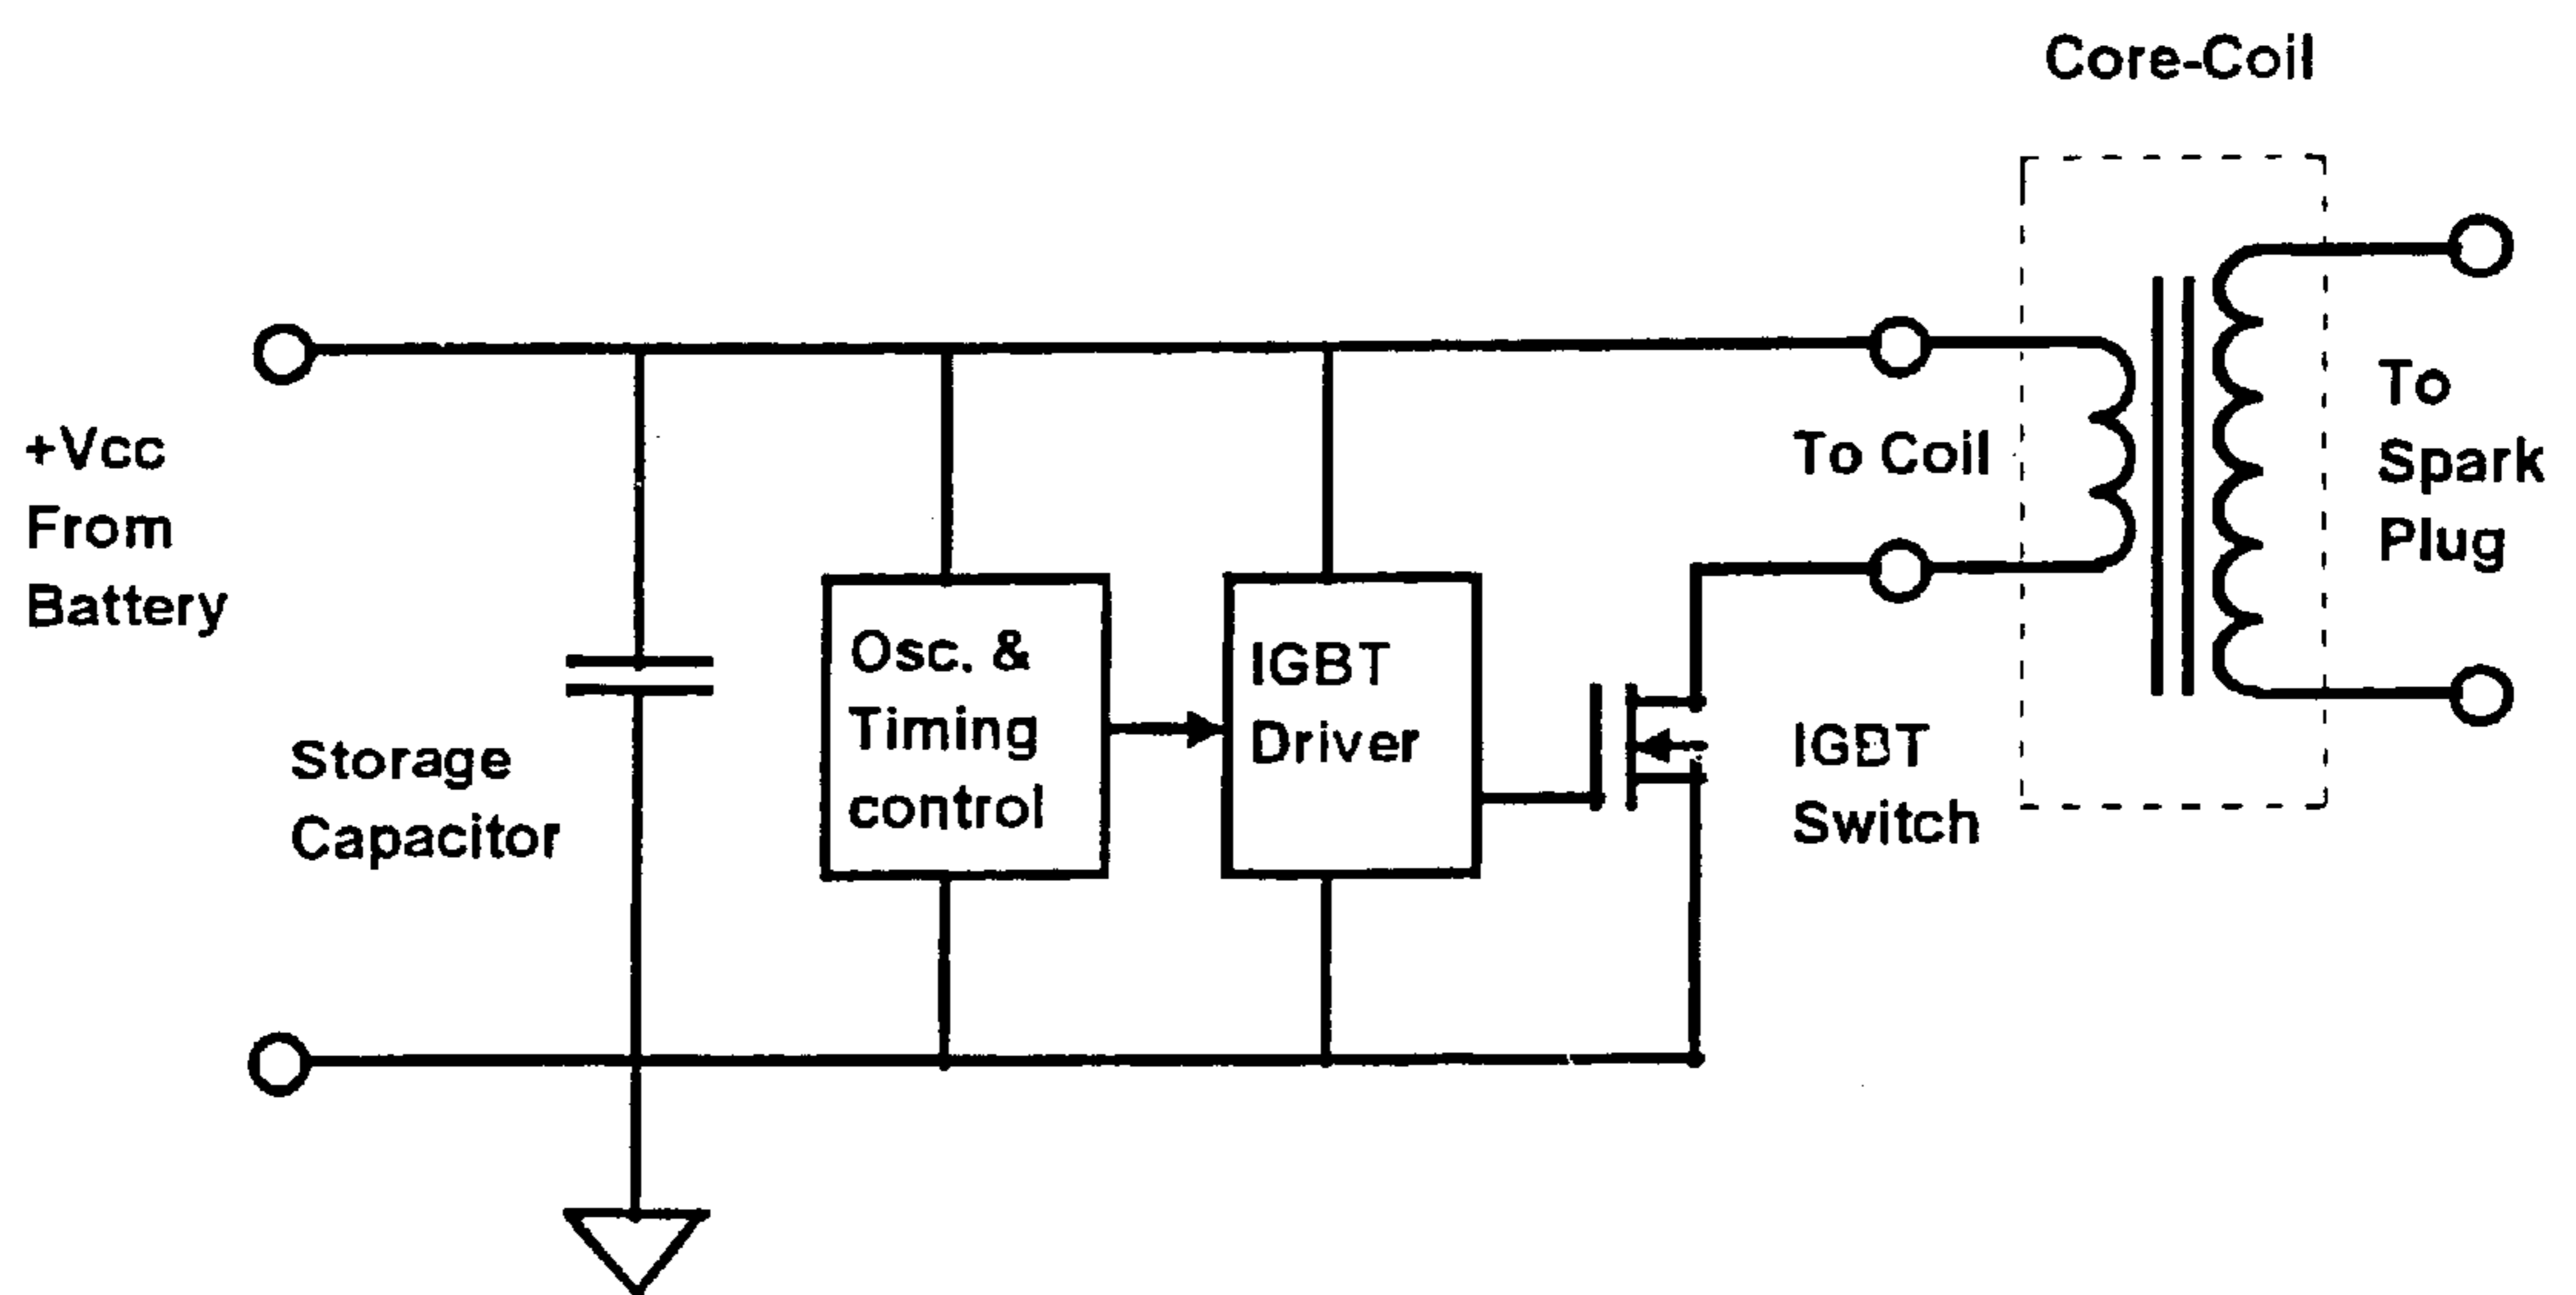 Core-Coil
+Vcc
From
Battery
Storage
Capacitor
Osc. &
Timing
control
IGBT
Driver
To Coil
IGBT
Switch
To
Spark
Plug